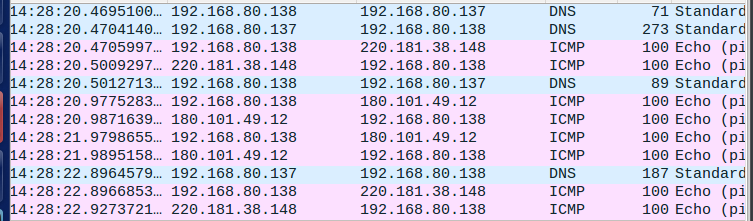 14:28:20.4695100… 192.168.80.138 192.168.80.137 DNS 71 Standard
14:28:20.4704140… 192.168.80.137 192.168.80.138 DNS 273 Standard
14:28:20.4705997… 192.168.80.138 220.181.38.148 ICMP 100 Echo (pi
14:28:20.5009297… 220.181.38.148 192.168.80.138 ICMP 100 Echo (pi
14:28:20.5012713… 192.168.80.138 192.168.80.137 DNS 89 Standard
14:28:20.9775283… 192.168.80.138 180.101.49.12 ICMP 100 Echo (pi
14:28:20.9871639… 180.101.49.12 192.168.80.138 ICMP 100 Echo (pi
14:28:21.9798655… 192.168.80.138 180.101.49.12 ICMP 100 Echo (pi
14:28:21.9895158… 180.101.49.12 192.168.80.138 ICMP 100 Echo (pi
14:28:22.8964579… 192.168.80.137 192.168.80.138 DNS 187 Standard
14:28:22.8966853… 192.168.80.138 220.181.38.148 ICMP 100 Echo (pi
14:28:22.9273721… 220.181.38.148 192.168.80.138 ICMP 100 Echo (pi